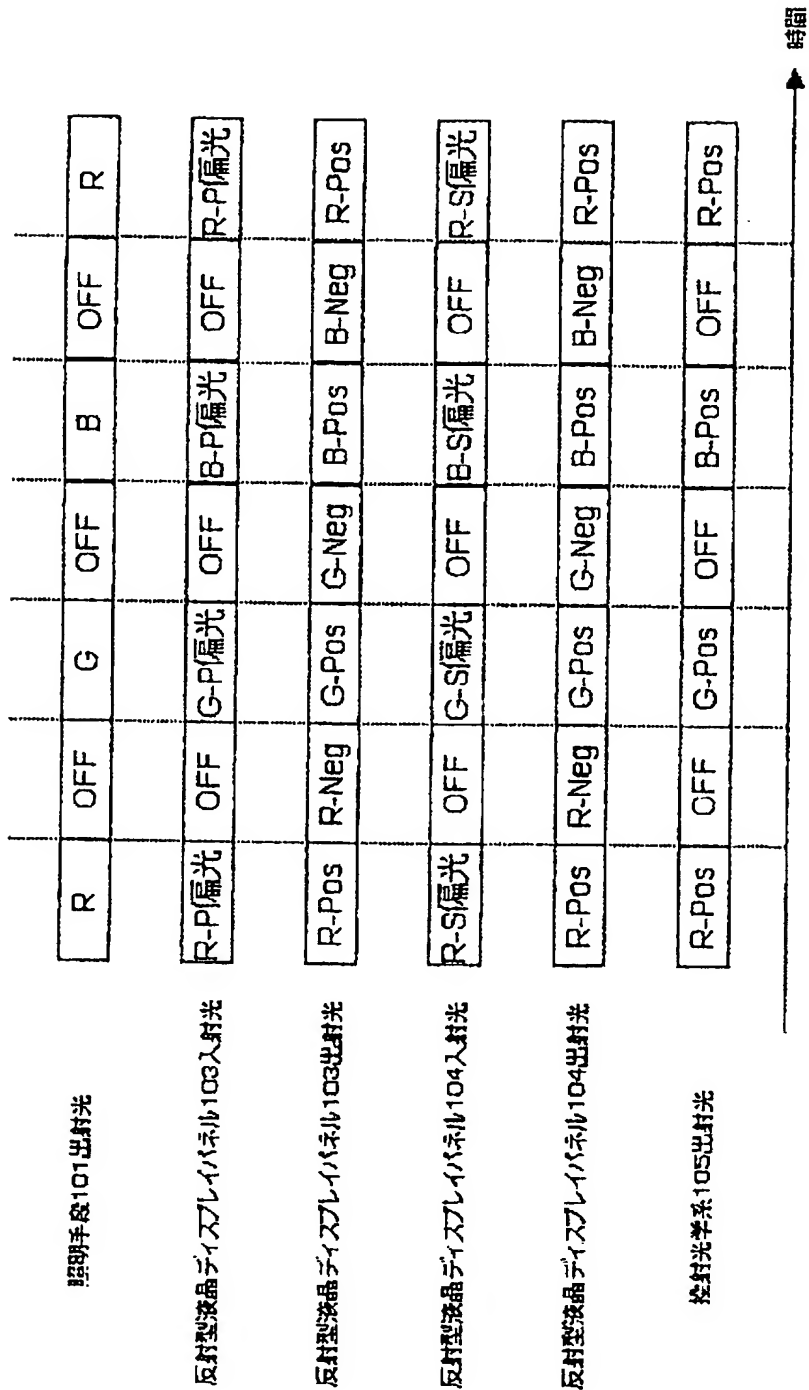 照明手段101出射光 R OFF G OFF B OFF R
反射型液晶ディスプレイパネル103入射光 R-P偏光 OFF G-P偏光 OFF B-P偏光 OFF R-P偏光
反射型液晶ディスプレイパネル103出射光 R-Pos R-Neg G-Pos G-Neg B-Pos B-Neg R-Pos
反射型液晶ディスプレイパネル104入射光 R-S偏光 OFF G-S偏光 OFF B-S偏光 OFF R-S偏光
反射型液晶ディスプレイパネル104出射光 R-Pos R-Neg G-Pos G-Neg B-Pos B-Neg R-Pos
投射光学系105出射光 R-Pos OFF G-Pos OFF B-Pos OFF R-Pos
時間